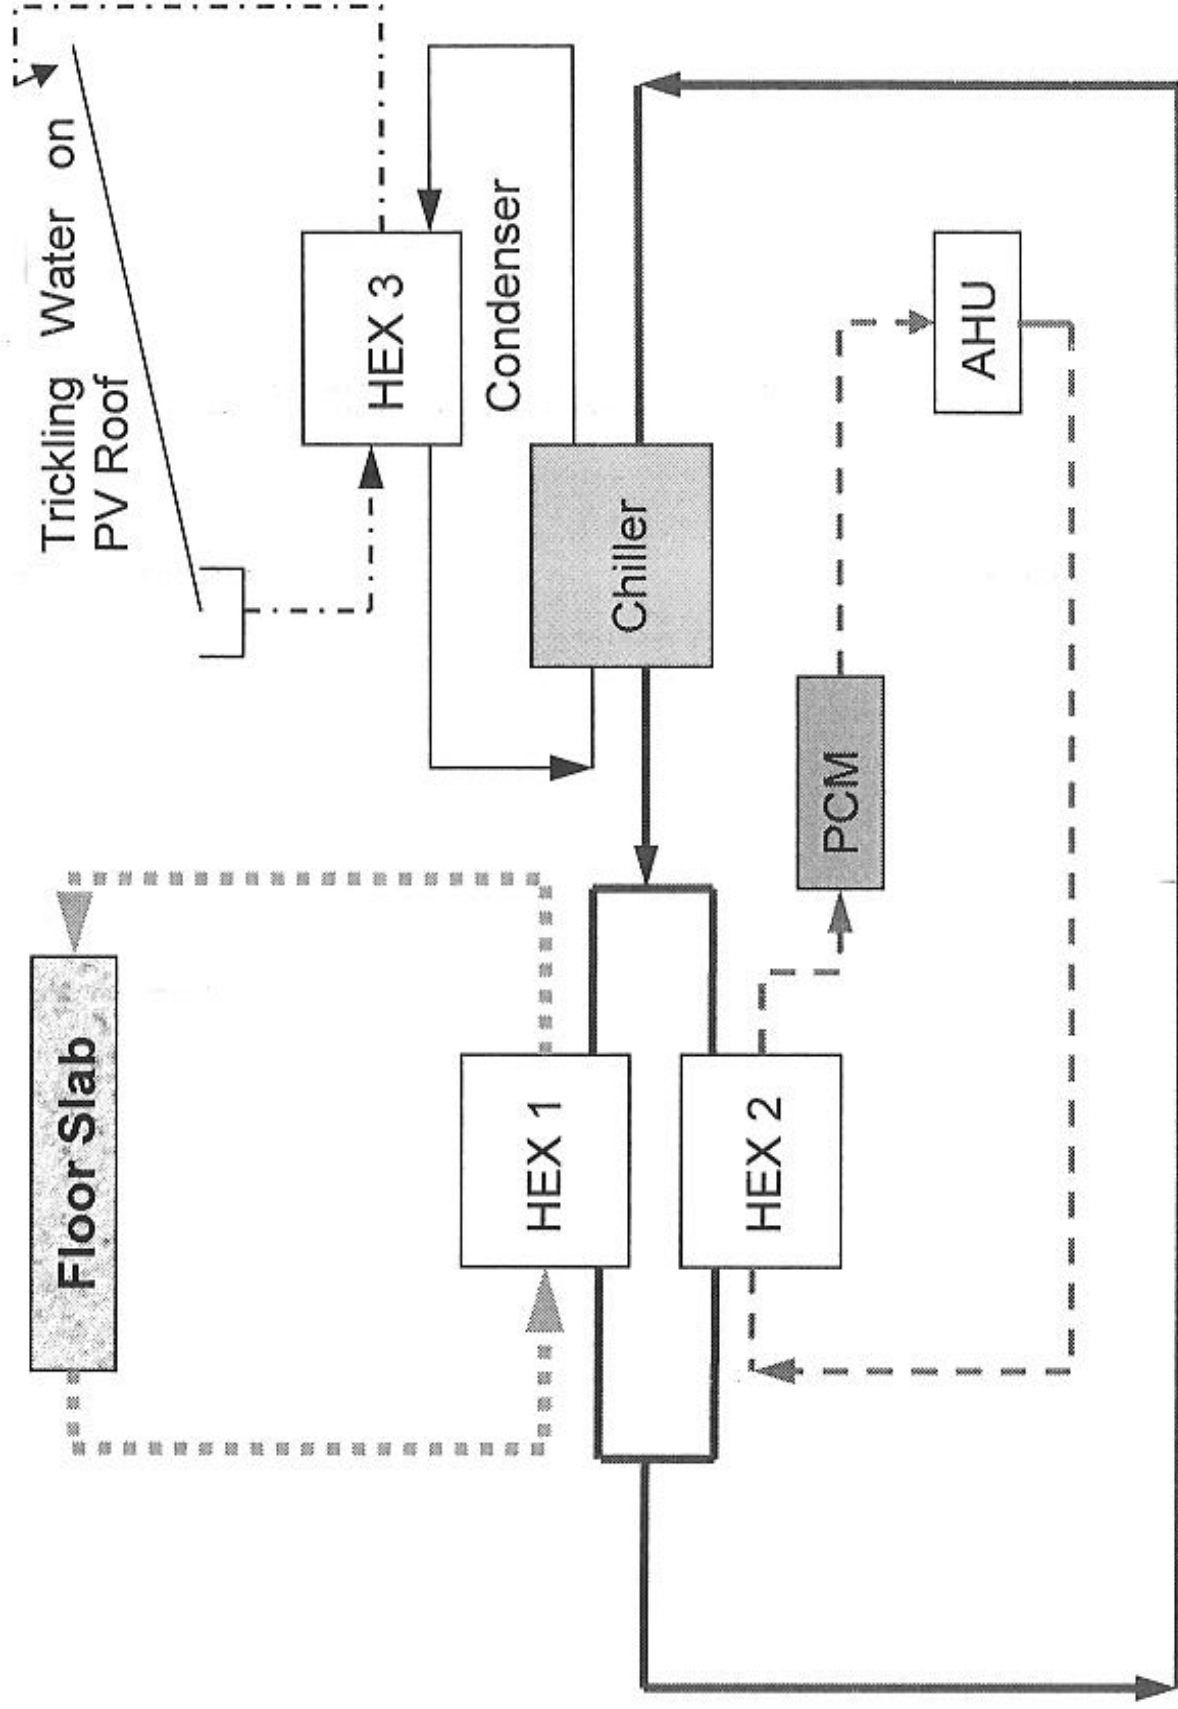 Trickling Water on
PV Roof
HEX 3
Condenser
Chiller
AHU
PCM
Floor Slab
HEX 1
HEX 2